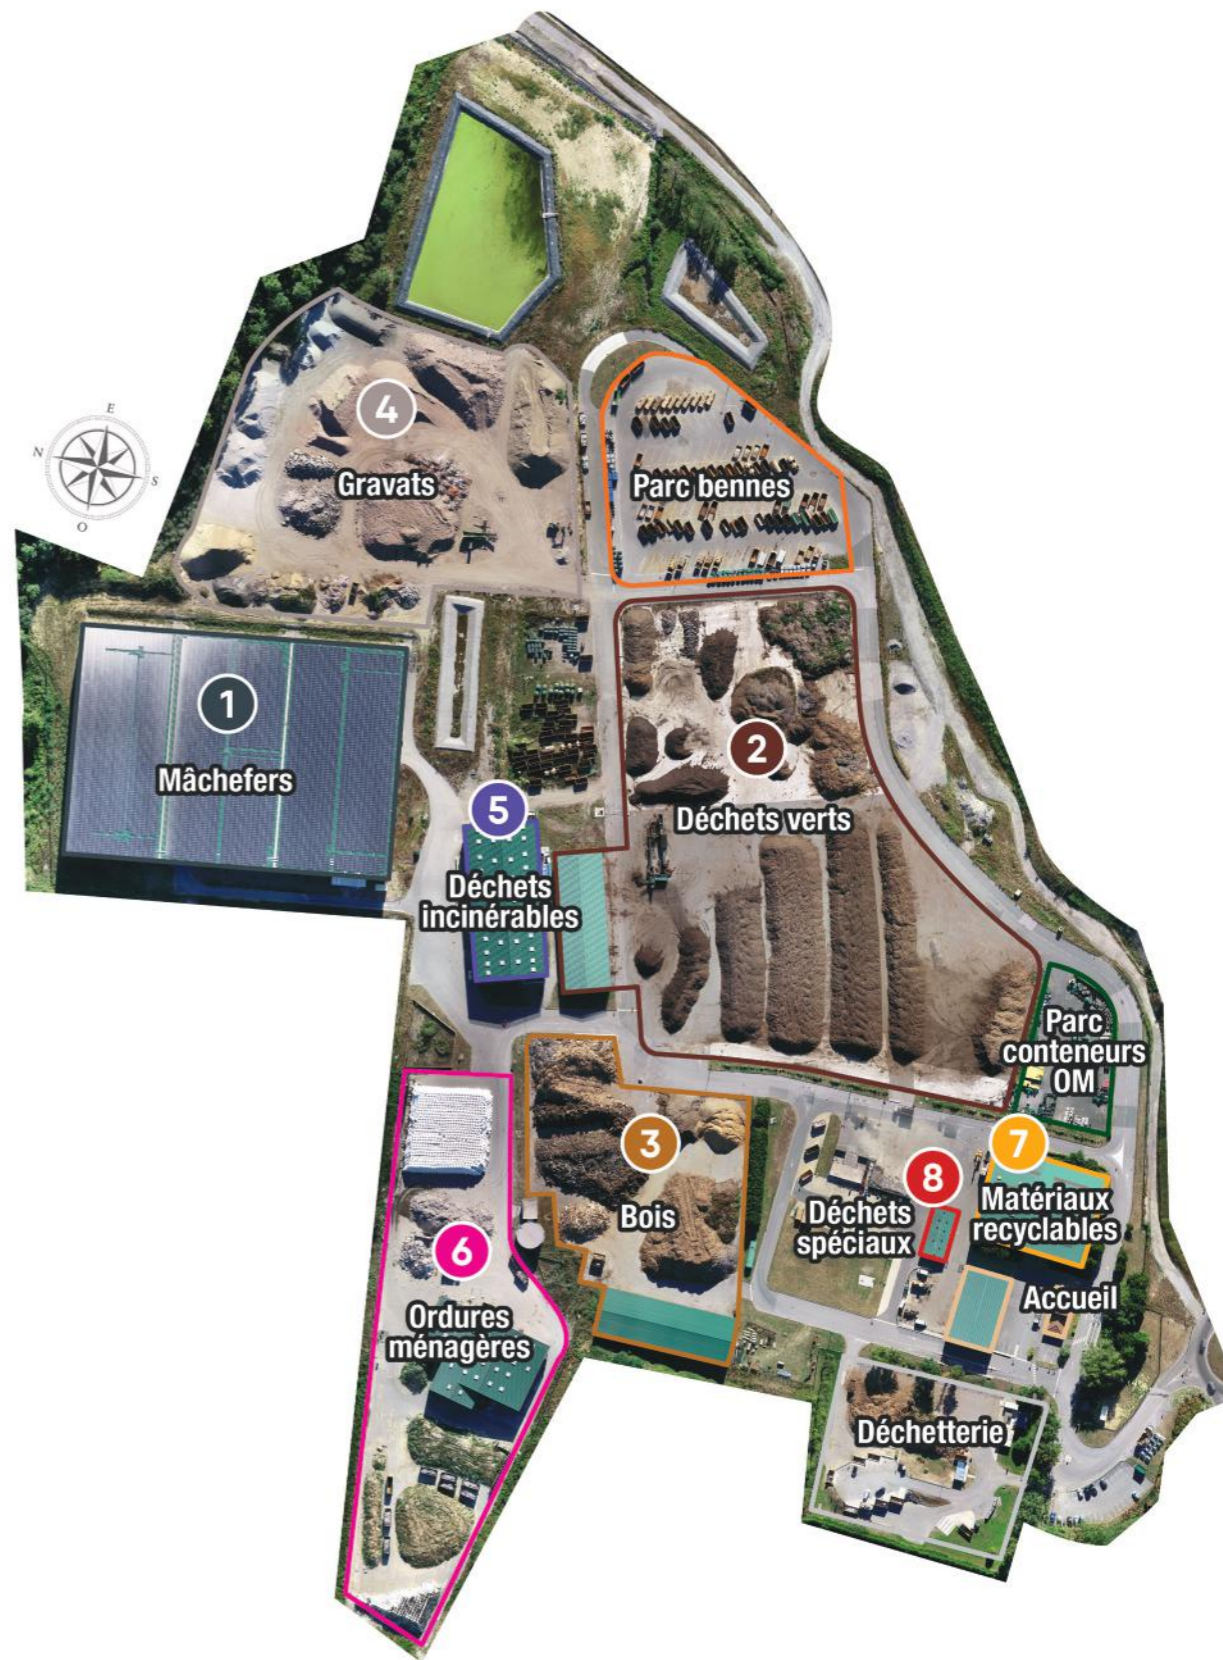 4
Gravats
Parc bennes
E
N
S
O
1
Mâchefers
2
Déchets verts
5
Déchets
incinérables
Parc
conteneurs
OM
3
Bois
7
Matériaux
recyclables
8
Déchets
spéciaux
6
Ordures
ménagères
Accueil
Déchetterie